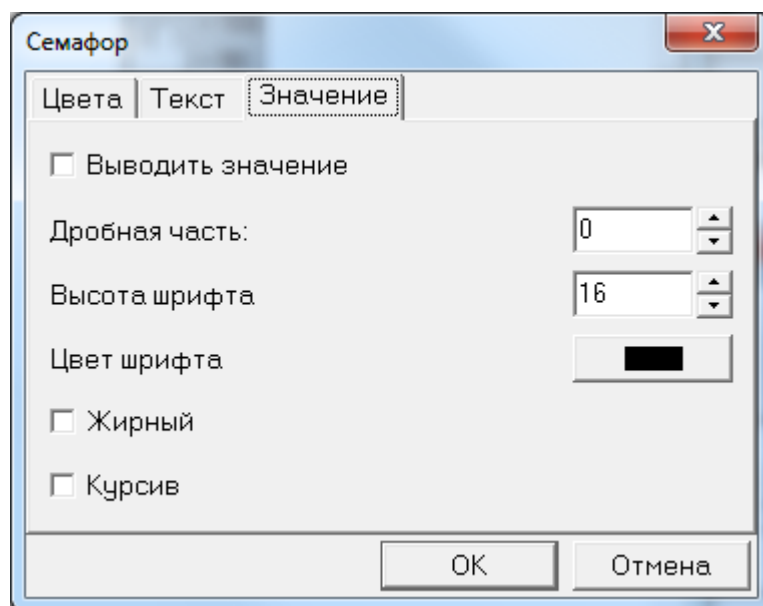 Семафор
Цвета Текст Значение
Выводить значение
Дробная часть: 0
Высота шрифта 16
Цвет шрифта
Жирный
Курсив
OK Отмена